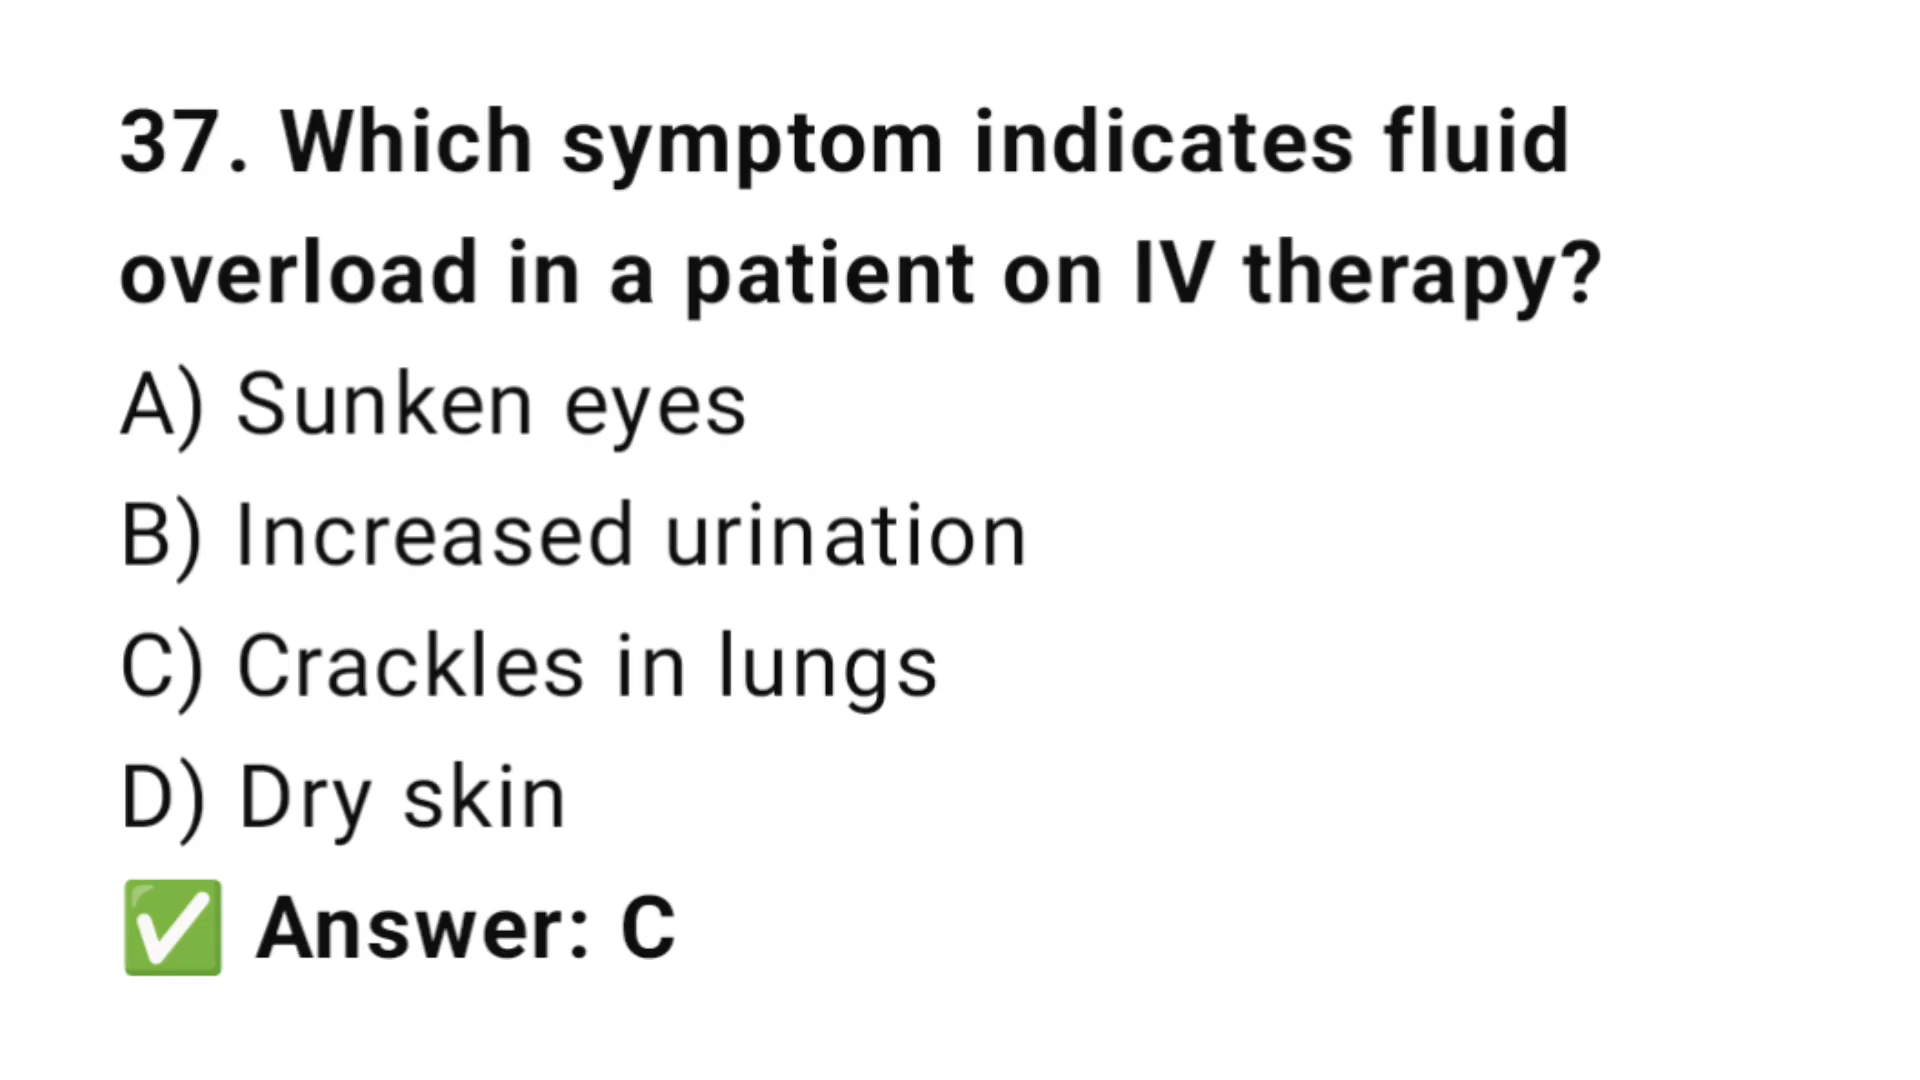 37. Which symptom indicates fluid
overload in a patient on IV therapy?
A) Sunken eyes
B) Increased urination
C) Crackles in lungs
D) Dry skin
✅ Answer: C